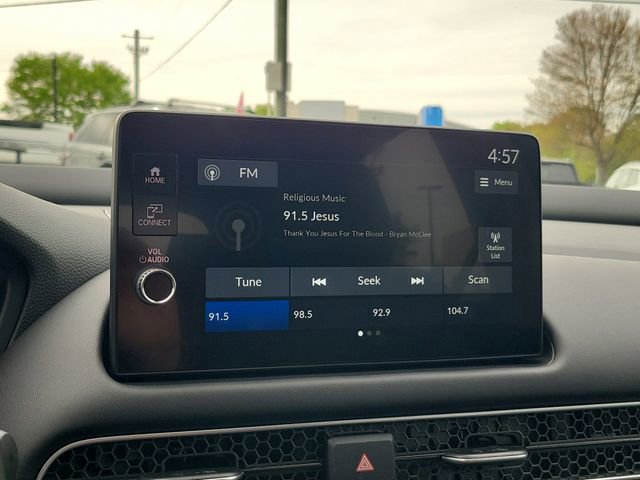 4:57
HOME
FM
Menu
Religious Music
91.5 Jesus
Thank You Jesus For The Blood - Bryan McClee
CONNECT
Station
List
VOL
AUDIO
Tune
Seek
Scan
91.5
98.5
92.9
104.7